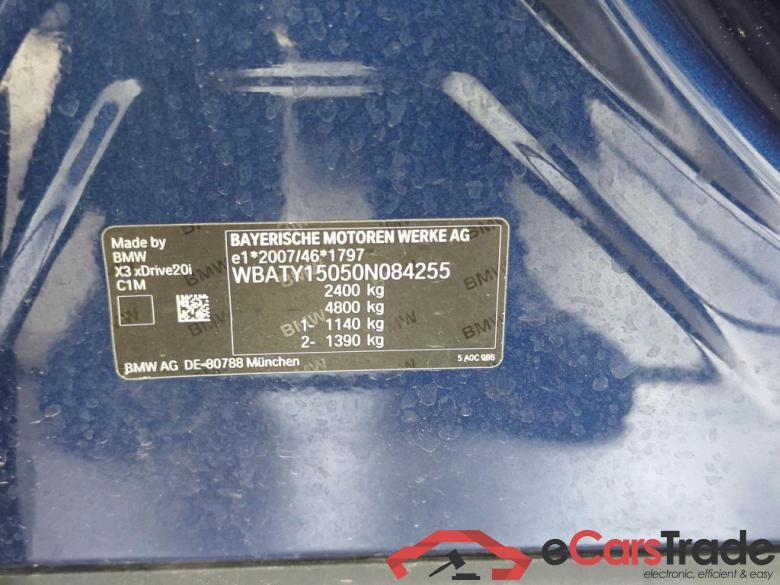 Made by
BMW
X3 xDrive20i
C1M
BAYERISCHE MOTOREN WERKE AG
e1*2007/46*1797
WBATY15050N084255
2400 kg
4800 kg
1- 1140 kg
2- 1390 kg
BMW AG DE-80788 München
5 A0C 986
eCarsTrade
electronic, efficient & easy